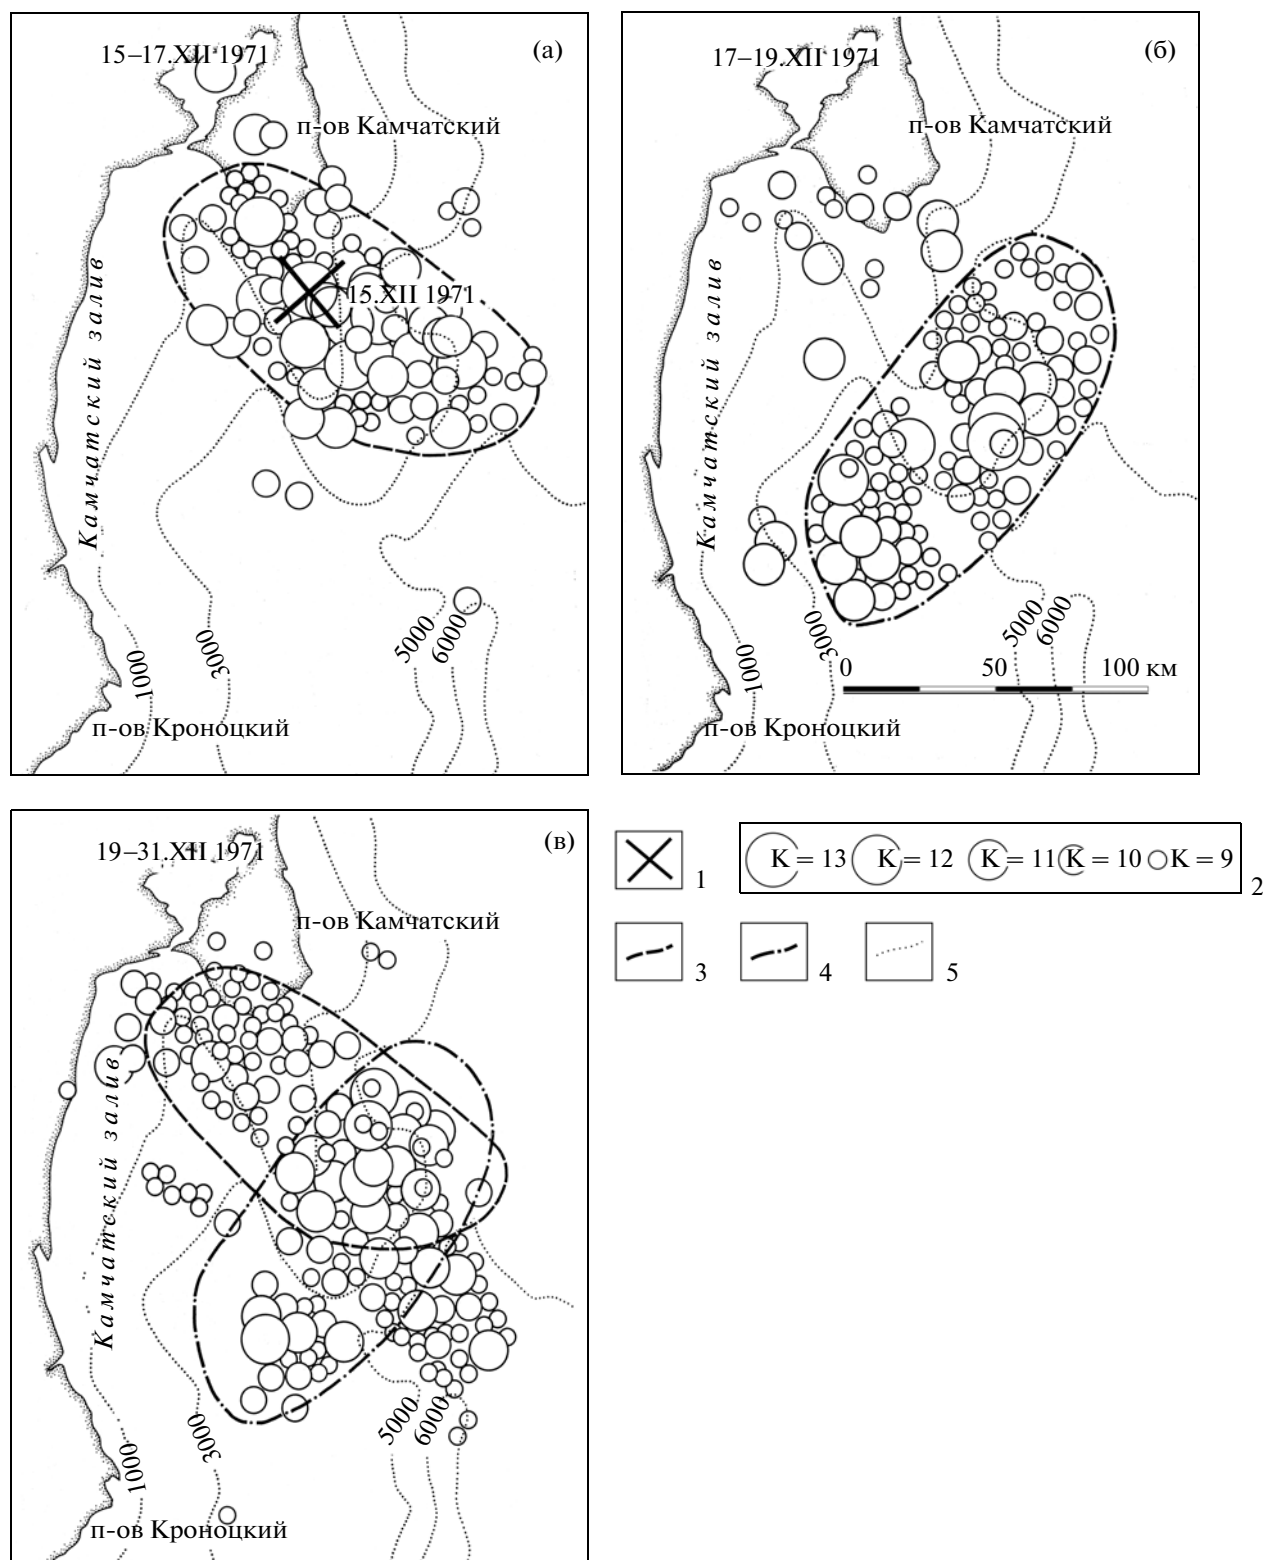 15–17.XII 1971
(а)
п-ов Камчатский
15.XII 1971
Камчатский залив
1000
3000
5000
6000
п-ов Кроноцкий
17–19.XII 1971
(б)
п-ов Камчатский
Камчатский залив
1000
3000
5000
6000
0 50 100 км
п-ов Кроноцкий
19–31.XII 1971
(в)
п-ов Камчатский
Камчатский залив
1000
3000
5000
6000
п-ов Кроноцкий
1
K = 13 K = 12 K = 11 K = 10 K = 9
2
3
4
5